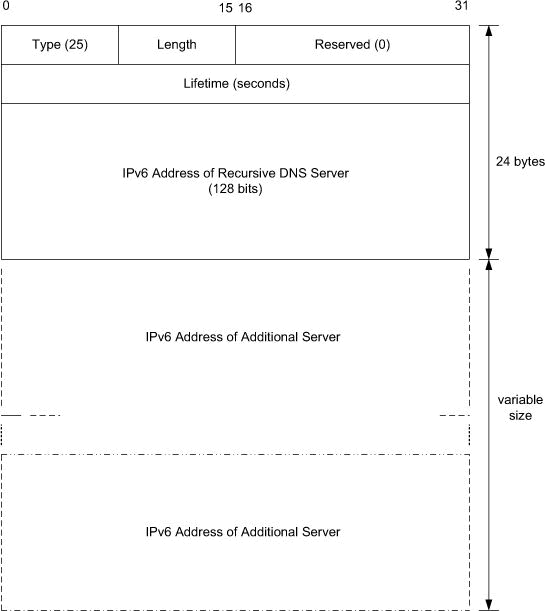 0 15 16 31
Type (25) Length Reserved (0)
Lifetime (seconds)
IPv6 Address of Recursive DNS Server
(128 bits)
24 bytes
IPv6 Address of Additional Server
variable
size
IPv6 Address of Additional Server